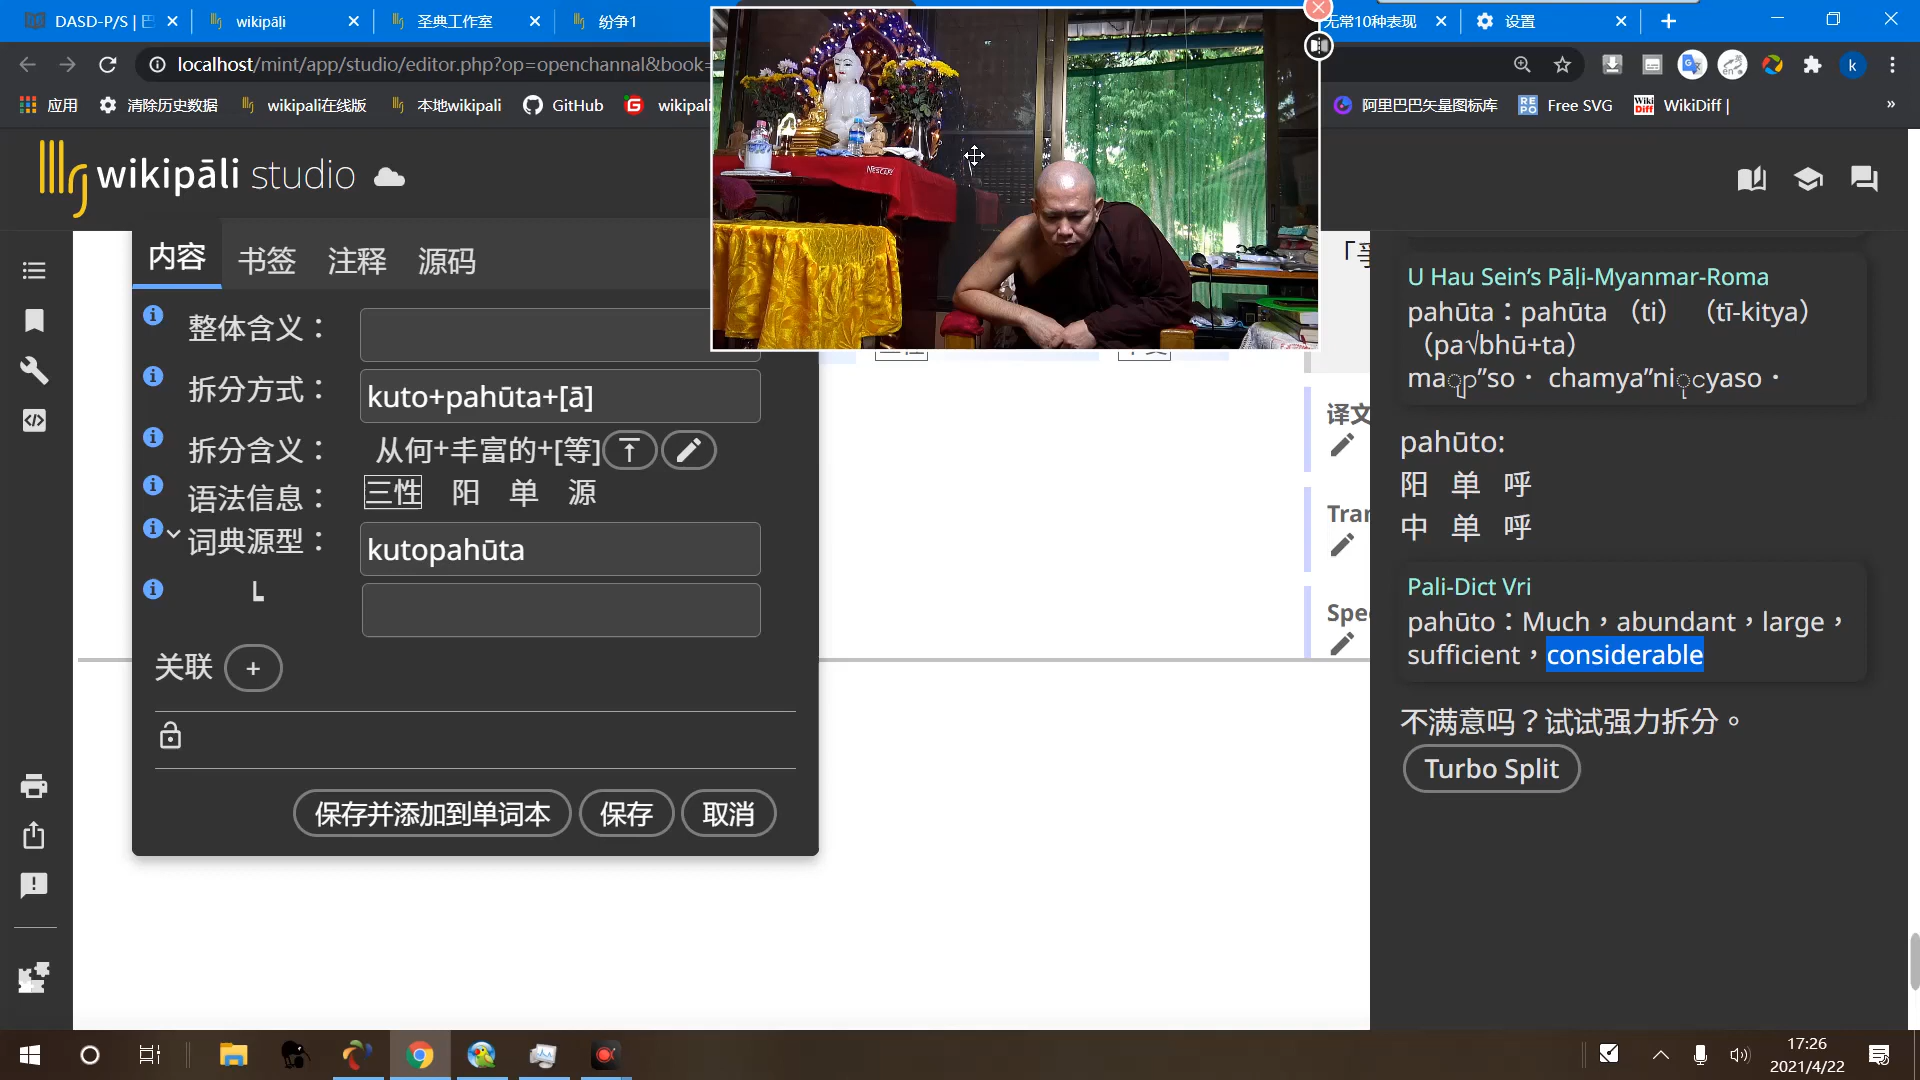 DASD-P/S | 巴
wikipāḷi
圣典工作室
纷争1
无常10种表现
设置
localhost/mint/app/studio/editor.php?op=openchannal&book=
应用
清除历史数据
wikipali在线版
本地wikipali
GitHub
wikipali
阿里巴巴矢量图标库
Free SVG
WikiDiff |
»
wikipāli studio
NESCAFE
内容
书签
注释
源码
整体含义：
拆分方式：
kuto+pahūta+[ā]
拆分含义：
从何+丰富的+[等]
语法信息：
三性 阳 单 源
词典源型：
kutopahūta
关联
+
保存并添加到单词本
保存
取消
译文
Tran
Spec
U Hau Sein’s Pāḷi-Myanmar-Roma
pahūta：pahūta （ti） （tī-kitya）
（pa√bhū+ta）
pahūto:
阳 单 呼
中 单 呼
Pali-Dict Vri
pahūto：Much，abundant，large，
sufficient，considerable
不满意吗？试试强力拆分。
Turbo Split
17:26
2021/4/22